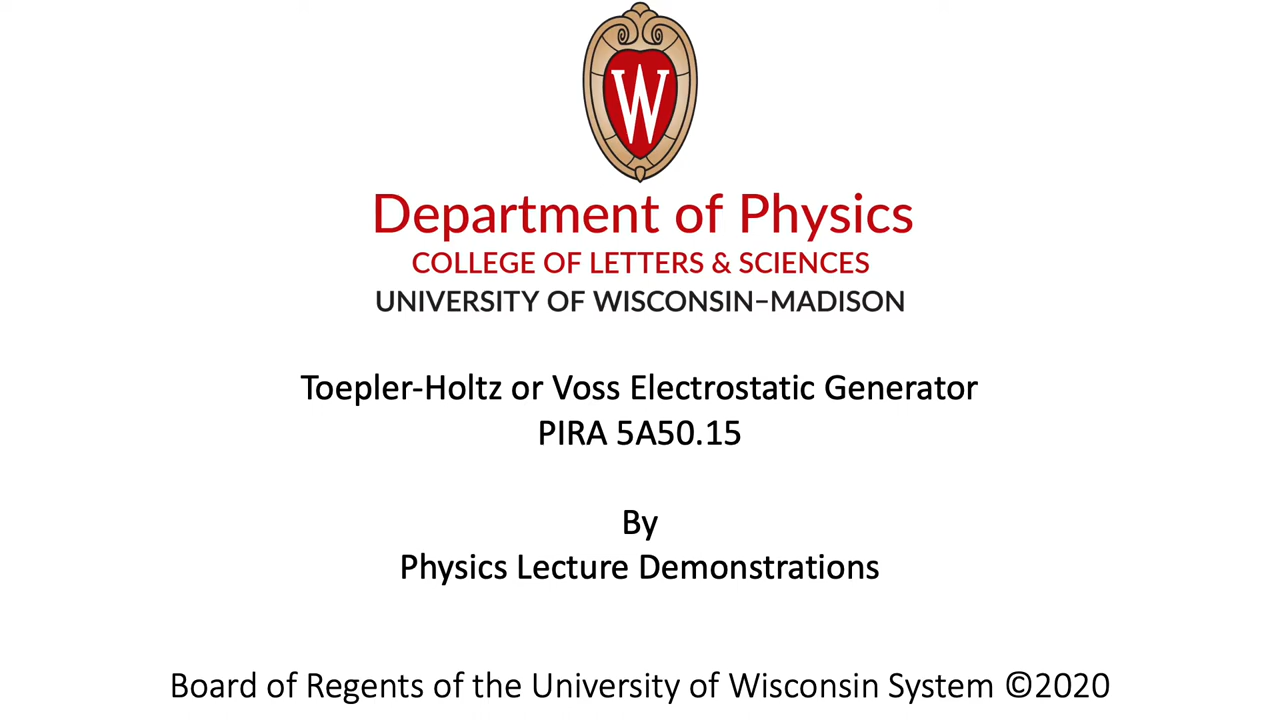 W
Department of Physics
COLLEGE OF LETTERS & SCIENCES
UNIVERSITY OF WISCONSIN–MADISON
Toepler-Holtz or Voss Electrostatic Generator
PIRA 5A50.15
By
Physics Lecture Demonstrations
Board of Regents of the University of Wisconsin System ©2020